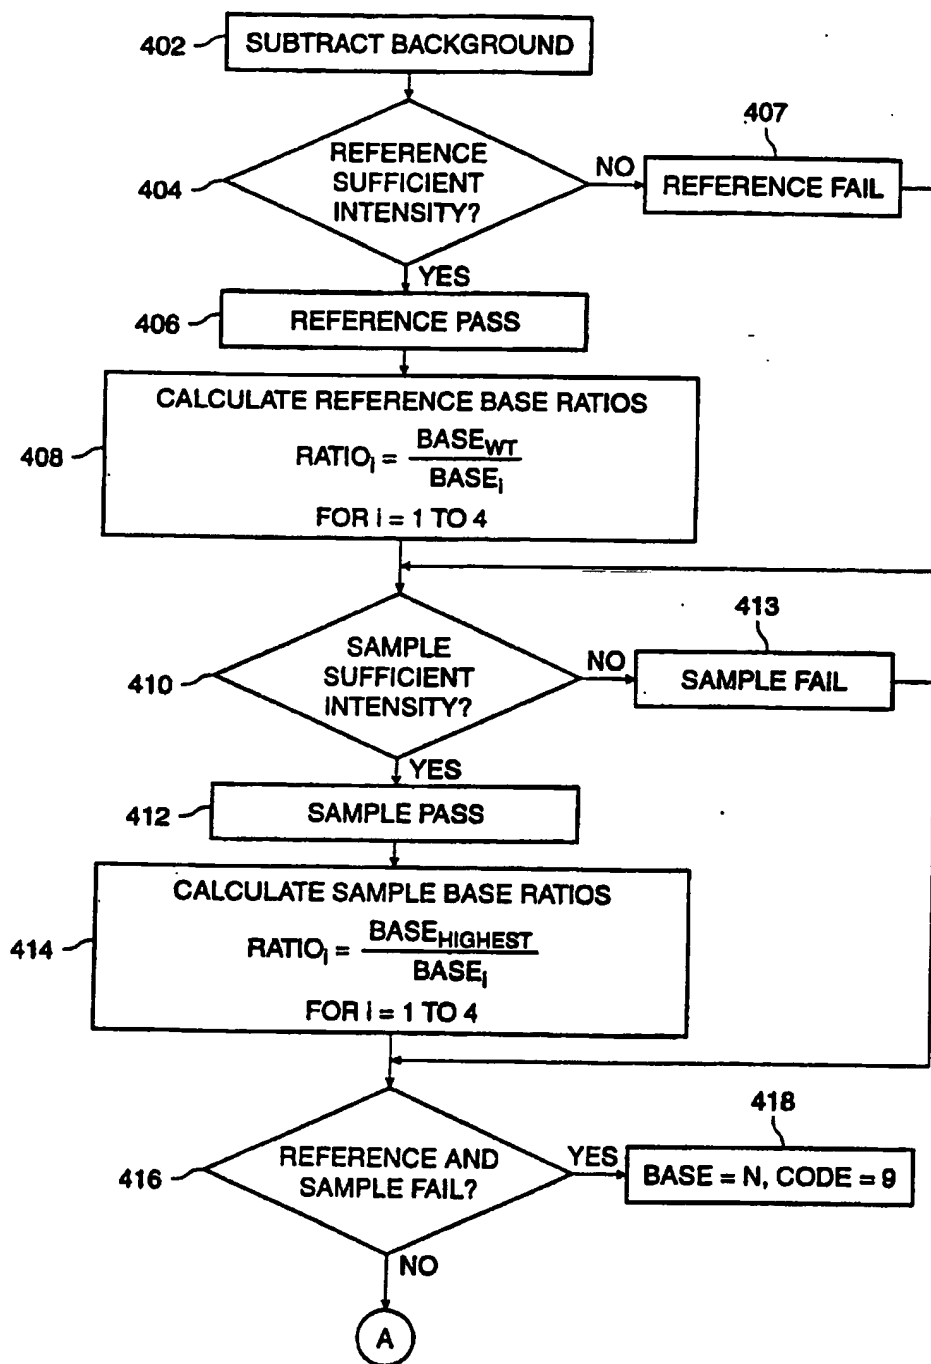 402
SUBTRACT BACKGROUND
407
404
REFERENCE
SUFFICIENT
INTENSITY?
NO
REFERENCE FAIL
YES
406
REFERENCE PASS
408
CALCULATE REFERENCE BASE RATIOS
RATIOi = BASEWT / BASEi
FOR i = 1 TO 4
413
410
SAMPLE
SUFFICIENT
INTENSITY?
NO
SAMPLE FAIL
YES
412
SAMPLE PASS
414
CALCULATE SAMPLE BASE RATIOS
RATIOi = BASEHIGHEST / BASEi
FOR i = 1 TO 4
418
416
REFERENCE AND
SAMPLE FAIL?
YES
BASE = N, CODE = 9
NO
A